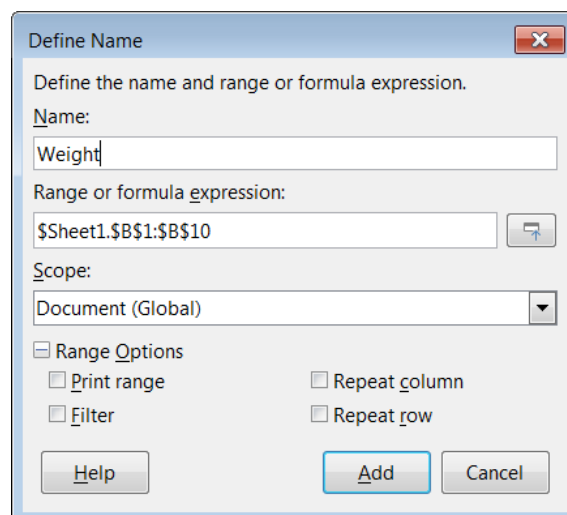 Define Name
Define the name and range or formula expression.
Name:
Weight
Range or formula expression:
$Sheet1.$B$1:$B$10
Scope:
Document (Global)
Range Options
Print range Repeat column
Filter Repeat row
Help Add Cancel